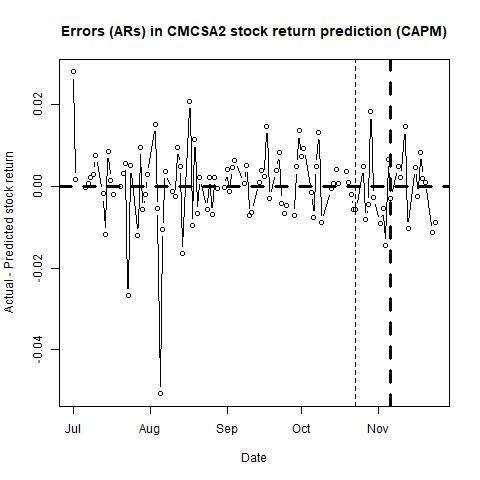 Errors (ARs) in CMCSA2 stock return prediction (CAPM)
Actual - Predicted stock return
0.02
0.00
-0.02
-0.04
Jul Aug Sep Oct Nov
Date